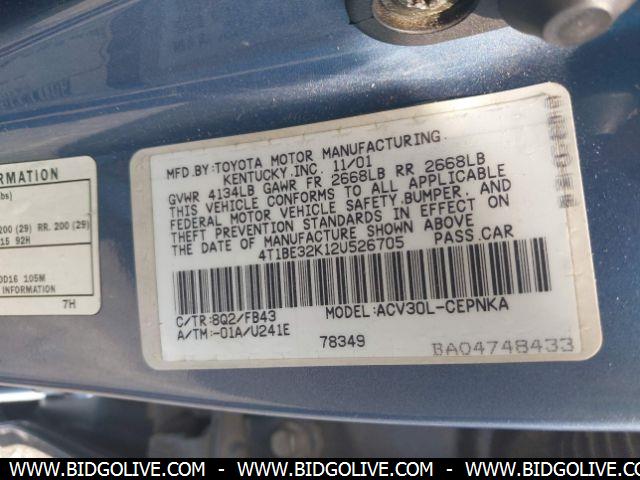 MFD.BY:TOYOTA MOTOR MANUFACTURING
KENTUCKY,INC. 11/01
GVWR 4134LB GAWR FR 2668LB RR 2668LB
THIS VEHICLE CONFORMS TO ALL APPLICABLE
FEDERAL MOTOR VEHICLE SAFETY,BUMPER, AND
THEFT PREVENTION STANDARDS IN EFFECT ON
THE DATE OF MANUFACTURE SHOWN ABOVE
4T1BE32K12U526705 PASS.CAR
C/TR:8Q2/FB43 MODEL:ACV30L-CEPNKA
A/TM:-01A/U241E
78349
BA04748433
200 (29) RR. 200 (29)
15 92H
OD16 105M
INFORMATION
7H
WWW.BIDGOLIVE.COM - WWW.BIDGOLIVE.COM - WWW.BIDGOLIVE.COM